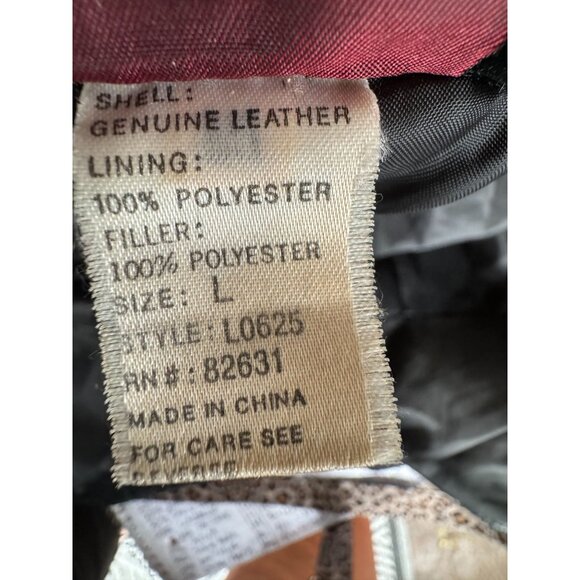 SHELL:
GENUINE LEATHER
LINING:
100% POLYESTER
FILLER:
100% POLYESTER
SIZE: L
STYLE: L0625
RN#: 82631
MADE IN CHINA
FOR CARE SEE
REVERSE